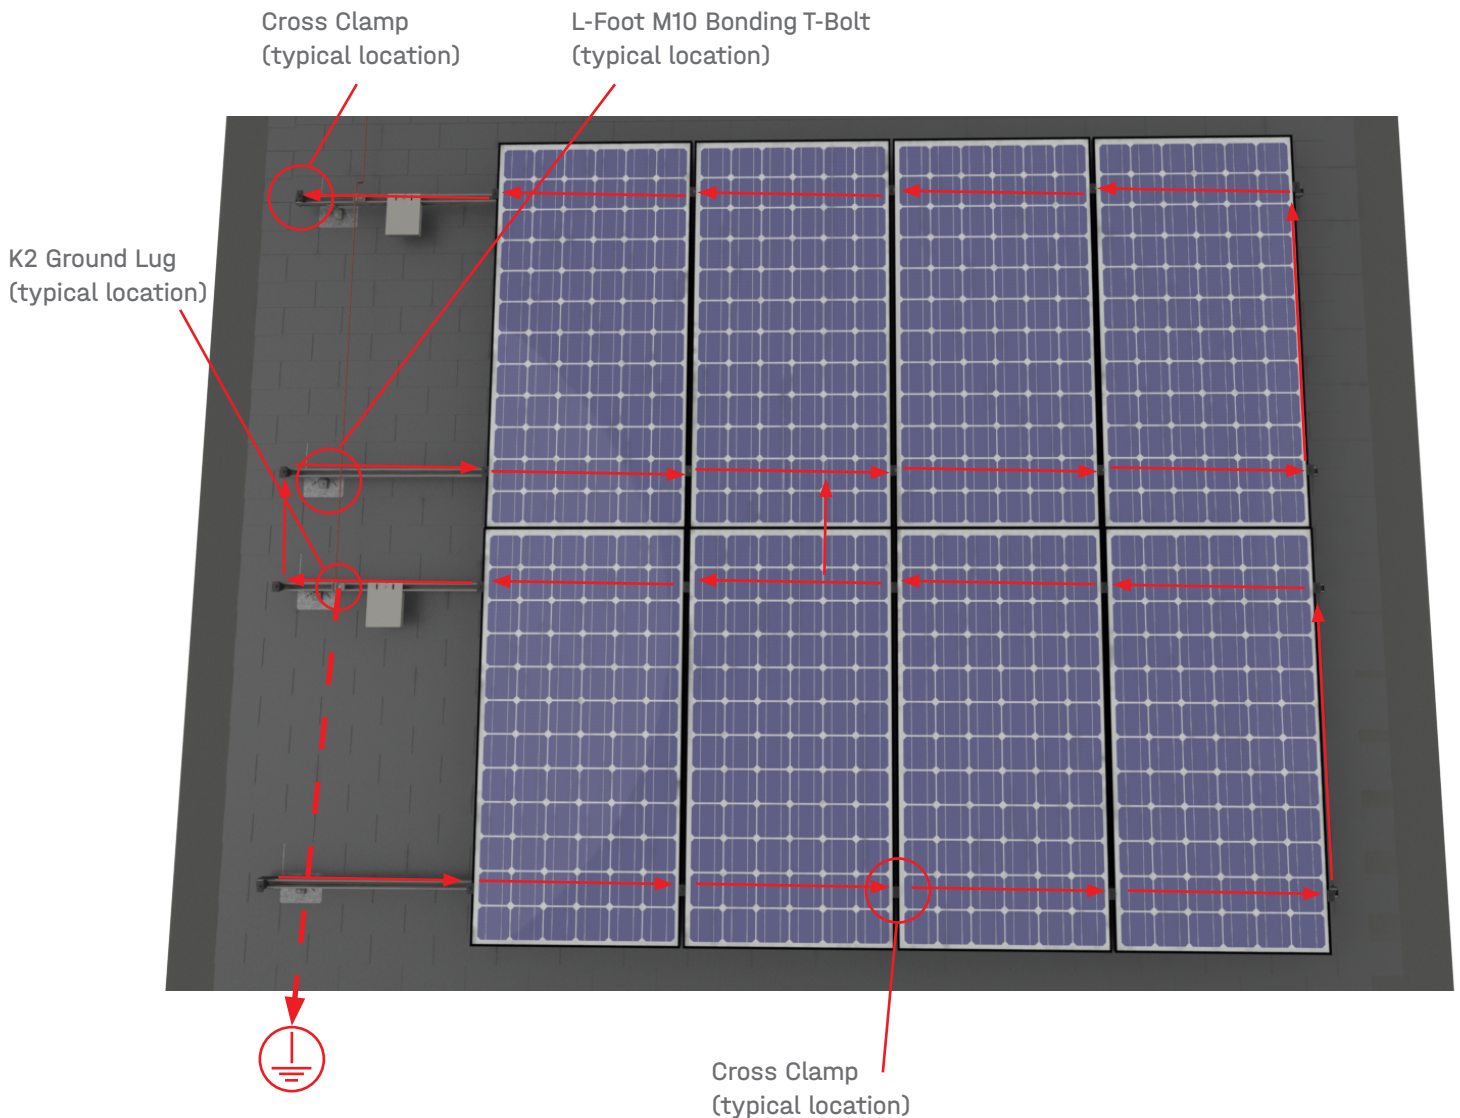 Cross Clamp
(typical location)
L-Foot M10 Bonding T-Bolt
(typical location)
K2 Ground Lug
(typical location)
Cross Clamp
(typical location)